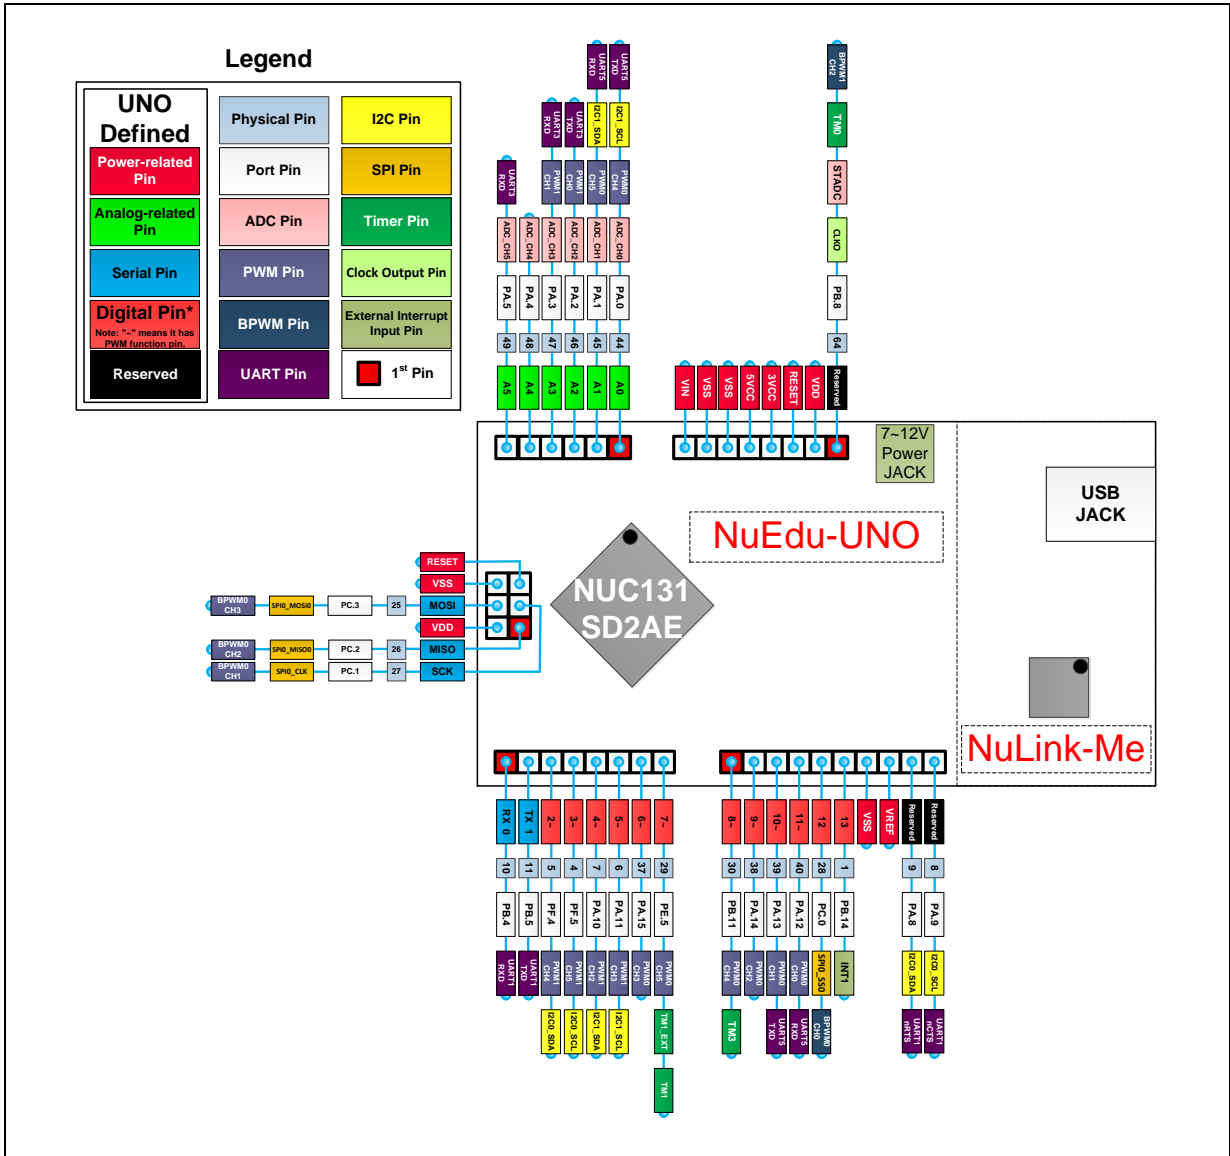 Legend
UNO
Defined
Power-related
Pin
Analog-related
Pin
Serial Pin
Digital Pin*
Note: "~" means it has
PWM function pin.
Reserved
Physical Pin
Port Pin
ADC Pin
PWM Pin
BPWM Pin
UART Pin
I2C Pin
SPI Pin
Timer Pin
Clock Output Pin
External Interrupt
Input Pin
1st Pin
UART3
RXD
ADC_CH5
PA.5
49
A5
ADC_CH4
PA.4
48
A4
UART3
RXD
PWM1
CH1
ADC_CH3
PA.3
47
A3
UART3
TXD
PWM1
CH0
ADC_CH2
PA.2
46
A2
UART5
RXD
I2C1_SDA
PWM0
CH5
ADC_CH1
PA.1
45
A1
UART5
TXD
I2C1_SCL
PWM0
CH4
ADC_CH0
PA.0
44
A0
VIN
VSS
VSS
5VCC
3VCC
RESET
VDD
BPWM1
CH2
TM0
STADC
CLKO
PB.8
64
Reserved
7~12V
Power
JACK
USB
JACK
NuEdu-UNO
NUC131
SD2AE
NuLink-Me
RESET
VSS
BPWM0
CH3
SPI0_MOSI0
PC.3
25
MOSI
VDD
BPWM0
CH2
SPI0_MISO0
PC.2
26
MISO
BPWM0
CH1
SPI0_CLK
PC.1
27
SCK
RX 0
10
PB.4
UART1
RXD
TX 1
11
PB.5
UART1
TXD
2~
5
PF.4
PWM1
CH4
I2C0_SDA
3~
4
PF.5
PWM1
CH5
I2C0_SCL
4~
7
PA.10
PWM1
CH2
I2C1_SDA
5~
6
PA.11
PWM1
CH3
I2C1_SCL
6~
37
PA.15
PWM0
CH3
7~
29
PE.5
PWM0
CH5
TM1_EXT
TM1
8~
30
PB.11
PWM0
CH4
TM3
9~
38
PA.14
PWM0
CH2
10~
39
PA.13
PWM0
CH1
UART5
TXD
11~
40
PA.12
PWM0
CH0
UART5
RXD
12
28
PC.0
SPI0_SS0
BPWM0
CH0
13
1
PB.14
INT1
VSS
VREF
Reserved
9
PA.8
I2C0_SDA
UART1
nRTS
Reserved
8
PA.9
I2C0_SCL
UART1
nCTS